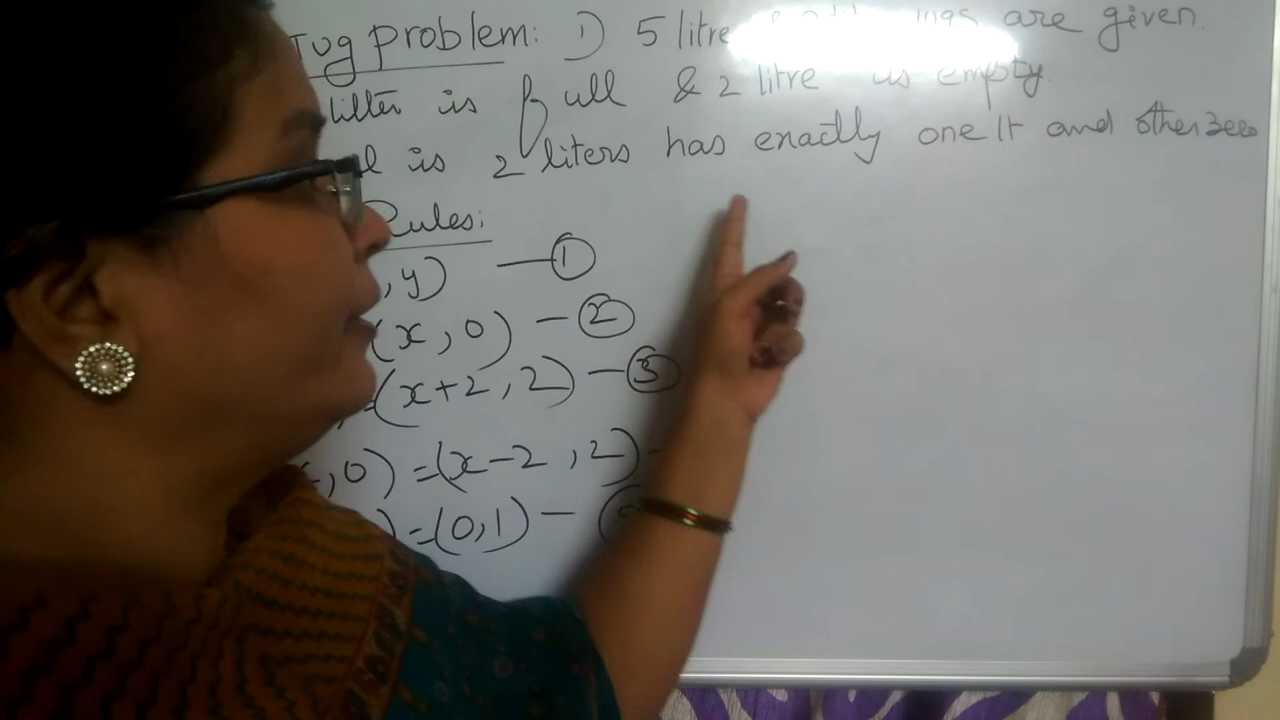 Jug problem: 1) 5 litre are given.
litter is full & 2 litre is empty.
is 2 liters has exactly one lt and other zero
Rules:
,y) — ①
(x,0) — ②
(x+2,2) — ③
,0) = (x-2,2) -
) = (0,1) — (